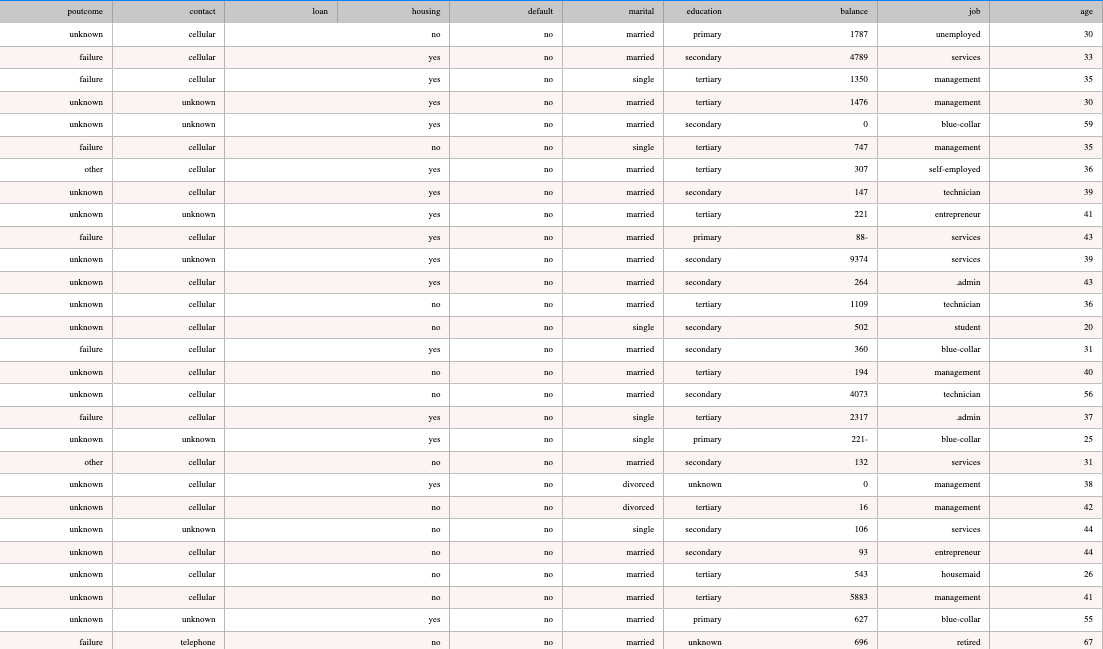 poutcome contact loan housing default marital education balance job age
unknown cellular no no married primary 1787 unemployed 30
failure cellular yes no married secondary 4789 services 33
failure cellular yes no single tertiary 1350 management 35
unknown unknown yes no married tertiary 1476 management 30
unknown unknown yes no married secondary 0 blue-collar 59
failure cellular no no single tertiary 747 management 35
other cellular yes no married tertiary 307 self-employed 36
unknown cellular yes no married secondary 147 technician 39
unknown unknown yes no married tertiary 221 entrepreneur 41
failure cellular yes no married primary 88- services 43
unknown unknown yes no married secondary 9374 services 39
unknown cellular yes no married secondary 264 .admin 43
unknown cellular no no married tertiary 1109 technician 36
unknown cellular no no single secondary 502 student 20
failure cellular yes no married secondary 360 blue-collar 31
unknown cellular no no married tertiary 194 management 40
unknown cellular no no married secondary 4073 technician 56
failure cellular yes no single tertiary 2317 .admin 37
unknown unknown yes no single primary 221- blue-collar 25
other cellular no no married secondary 132 services 31
unknown cellular yes no divorced unknown 0 management 38
unknown cellular no no divorced tertiary 16 management 42
unknown unknown no no single secondary 106 services 44
unknown cellular no no married secondary 93 entrepreneur 44
unknown cellular no no married tertiary 543 housemaid 26
unknown cellular no no married tertiary 5883 management 41
unknown unknown yes no married primary 627 blue-collar 55
failure telephone no no married unknown 696 retired 67